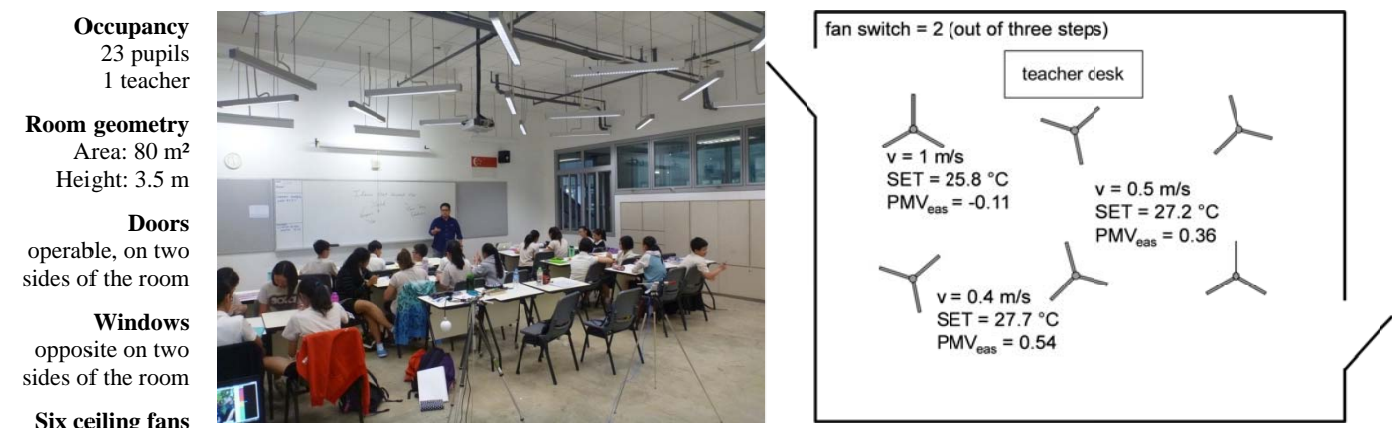 Occupancy
23 pupils
1 teacher
Room geometry
Area: 80 m²
Height: 3.5 m
Doors
operable, on two
sides of the room
Windows
opposite on two
sides of the room
Six ceiling fans
fan switch = 2 (out of three steps)
teacher desk
v = 1 m/s
SET = 25.8 °C
PMVeas = -0.11
v = 0.5 m/s
SET = 27.2 °C
PMVeas = 0.36
v = 0.4 m/s
SET = 27.7 °C
PMVeas = 0.54